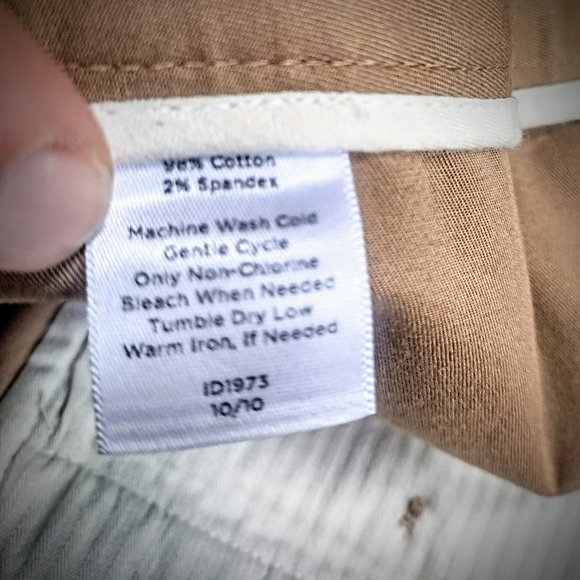 98% Cotton
2% Spandex
Machine Wash Cold
Gentle Cycle
Only Non-Chlorine
Bleach When Needed
Tumble Dry Low
Warm Iron, If Needed
ID1973
10/10